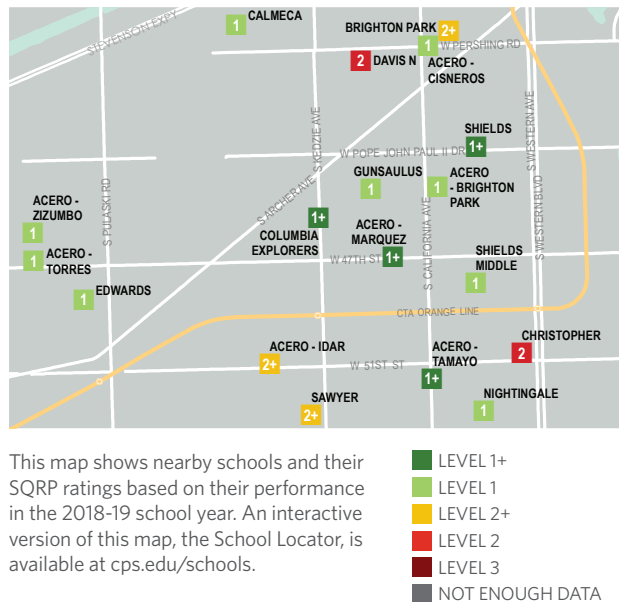 CALMECA
1
STEVENSON EXPY
BRIGHTON PARK
2+
1
W PERSHING RD
2
DAVIS N
ACERO -
CISNEROS
S KEDZIE AVE
S WESTERN AVE
SHIELDS
1+
W POPE JOHN PAUL II DR
GUNSAULUS
1
1
ACERO
- BRIGHTON
PARK
S ARCHER AVE
S PULASKI RD
ACERO -
ZIZUMBO
1
1+
COLUMBIA
EXPLORERS
ACERO -
MARQUEZ
1+
W 47TH ST
S CALIFORNIA AVE
S WESTERN BLVD
1
ACERO -
TORRES
SHIELDS
MIDDLE
1
1
EDWARDS
CTA ORANGE LINE
CHRISTOPHER
2
ACERO - IDAR
2+
W 51ST ST
ACERO -
TAMAYO
1+
SAWYER
2+
NIGHTINGALE
1
This map shows nearby schools and their
SQRP ratings based on their performance
in the 2018-19 school year. An interactive
version of this map, the School Locator, is
available at cps.edu/schools.
LEVEL 1+
LEVEL 1
LEVEL 2+
LEVEL 2
LEVEL 3
NOT ENOUGH DATA